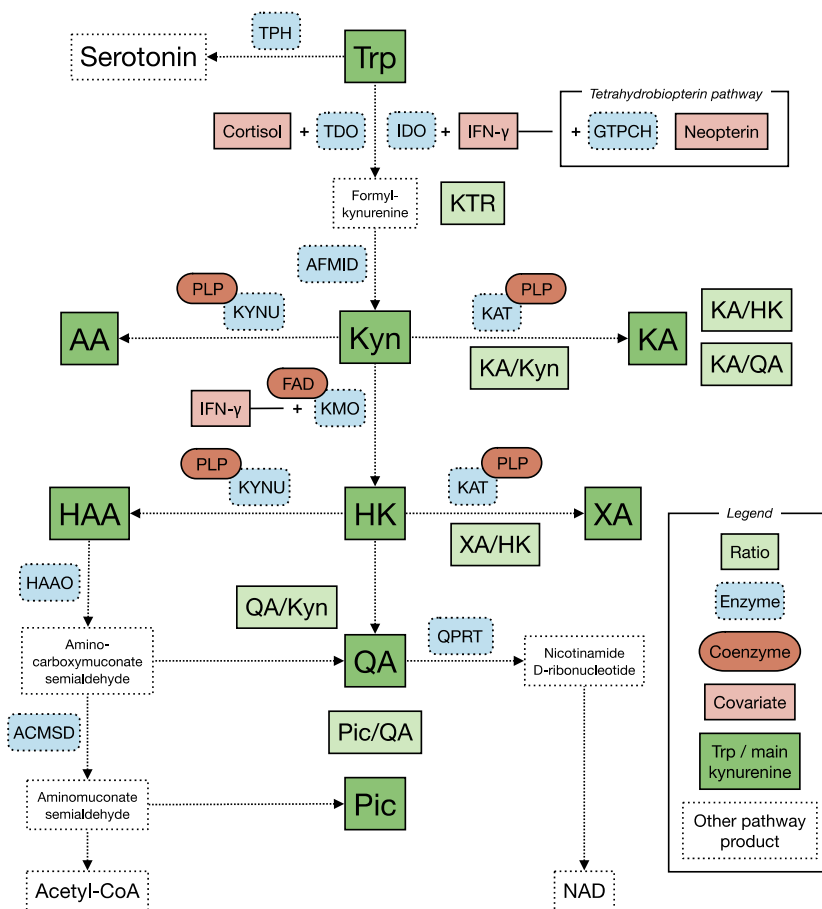 TPH
Serotonin
Trp
Tetrahydrobiopterin pathway
Cortisol
+
TDO
IDO
+
IFN-γ
+
GTPCH
Neopterin
Formyl-
kynurenine
KTR
AFMID
PLP
KYNU
PLP
KAT
AA
Kyn
KA
KA/HK
KA/QA
KA/Kyn
FAD
IFN-γ
+
KMO
PLP
KYNU
PLP
KAT
HAA
HK
XA
XA/HK
Legend
Ratio
Enzyme
Coenzyme
Covariate
Trp / main
kynurenine
Other pathway
product
HAAO
QA/Kyn
Amino-
carboxymuconate
semialdehyde
QA
QPRT
Nicotinamide
D-ribonucleotide
ACMSD
Pic/QA
Aminomuconate
semialdehyde
Pic
Acetyl-CoA
NAD